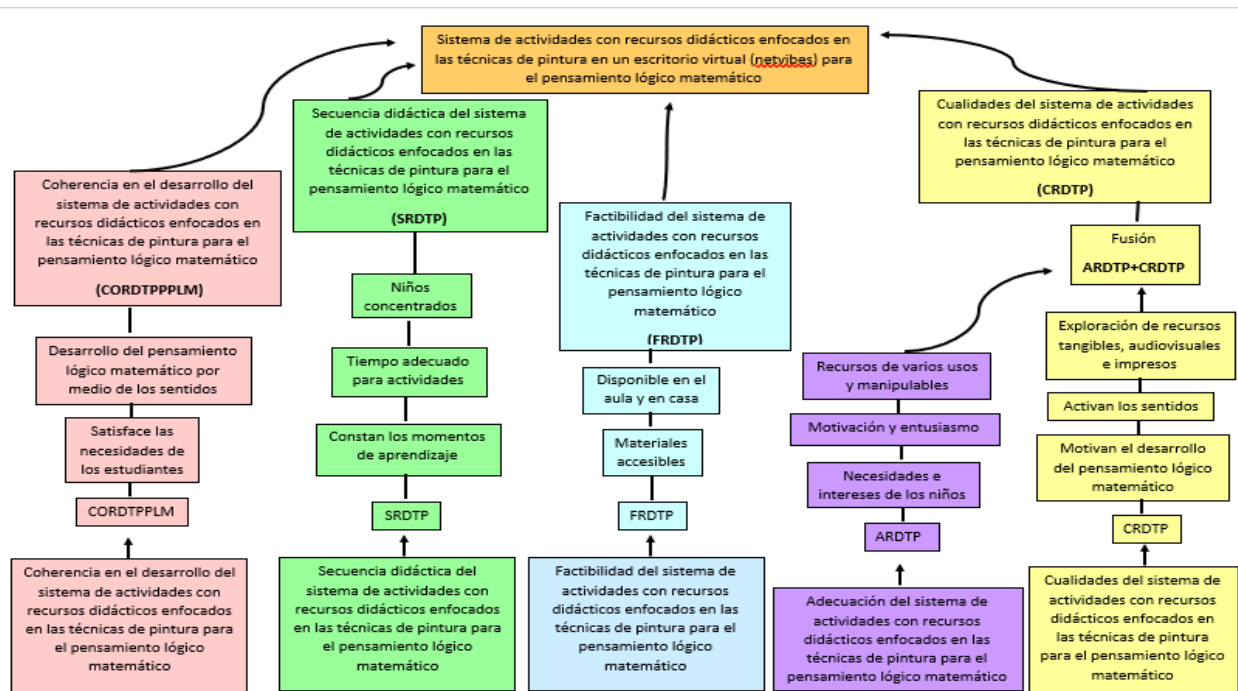 Sistema de actividades con recursos didácticos enfocados en
las técnicas de pintura en un escritorio virtual (netvibes) para
el pensamiento lógico matemático
Coherencia en el desarrollo del
sistema de actividades con
recursos didácticos enfocados en
las técnicas de pintura para el
pensamiento lógico matemático
(CORDTPPPLM)
Desarrollo del pensamiento
lógico matemático por
medio de los sentidos
Satisface las
necesidades de
los estudiantes
CORDTPPLM
Coherencia en el desarrollo del
sistema de actividades con
recursos didácticos enfocados
en las técnicas de pintura para
el pensamiento lógico
matemático
Secuencia didáctica del sistema
de actividades con recursos
didácticos enfocados en las
técnicas de pintura para el
pensamiento lógico matemático
(SRDTP)
Niños
concentrados
Tiempo adecuado
para actividades
Constan los momentos
de aprendizaje
SRDTP
Secuencia didáctica del
sistema de actividades con
recursos didácticos enfocados
en las técnicas de pintura para
el pensamiento lógico
matemático
Factibilidad del sistema de
actividades con recursos
didácticos enfocados en las
técnicas de pintura para el
pensamiento lógico
matemático
(FRDTP)
Disponible en el
aula y en casa
Materiales
accesibles
FRDTP
Factibilidad del sistema de
actividades con recursos
didácticos enfocados en las
técnicas de pintura para el
pensamiento lógico
matemático
Recursos de varios usos
y manipulables
Motivación y entusiasmo
Necesidades e
intereses de los niños
ARDTP
Adecuación del sistema de
actividades con recursos
didácticos enfocados en las
técnicas de pintura para el
pensamiento lógico matemático
Cualidades del sistema de actividades
con recursos didácticos enfocados en
las técnicas de pintura para el
pensamiento lógico matemático
(CRDTP)
Fusión
ARDTP+CRDTP
Exploración de recursos
tangibles, audiovisuales
e impresos
Activan los sentidos
Motivan el desarrollo
del pensamiento lógico
matemático
CRDTP
Cualidades del sistema de
actividades con recursos
didácticos enfocados en
las técnicas de pintura
para el pensamiento lógico
matemático